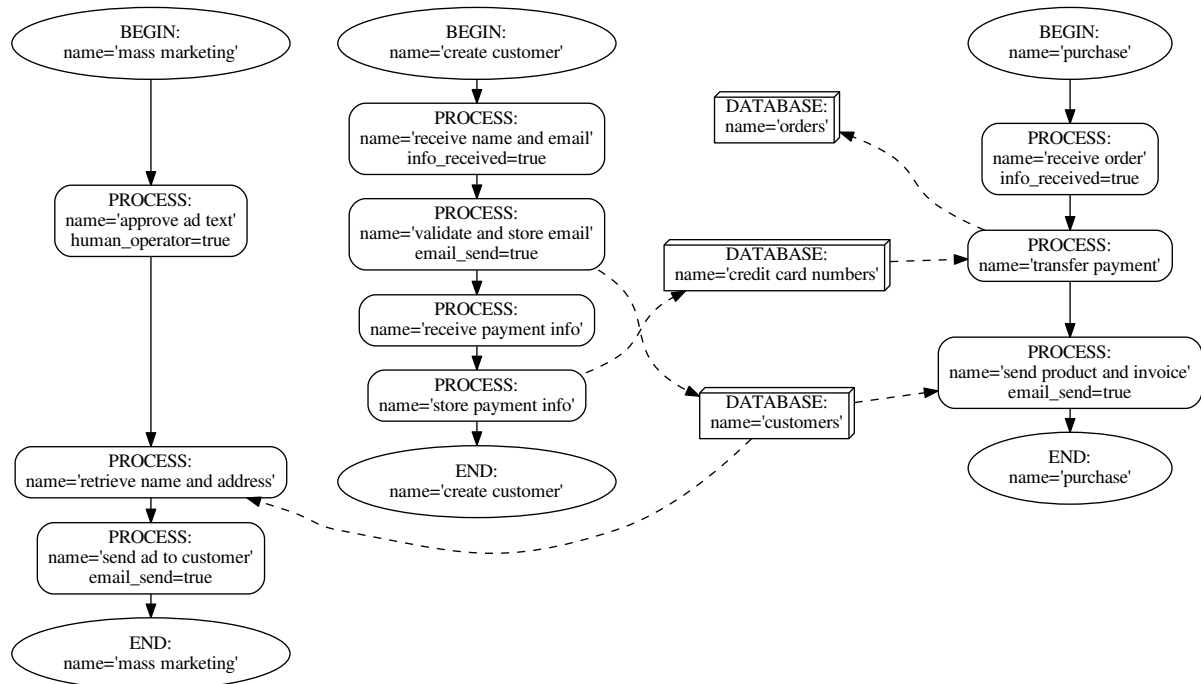 BEGIN:
name='mass marketing'
PROCESS:
name='approve ad text'
human_operator=true
PROCESS:
name='retrieve name and address'
PROCESS:
name='send ad to customer'
email_send=true
END:
name='mass marketing'
BEGIN:
name='create customer'
PROCESS:
name='receive name and email'
info_received=true
PROCESS:
name='validate and store email'
email_send=true
PROCESS:
name='receive payment info'
PROCESS:
name='store payment info'
END:
name='create customer'
DATABASE:
name='orders'
DATABASE:
name='credit card numbers'
DATABASE:
name='customers'
BEGIN:
name='purchase'
PROCESS:
name='receive order'
info_received=true
PROCESS:
name='transfer payment'
PROCESS:
name='send product and invoice'
email_send=true
END:
name='purchase'